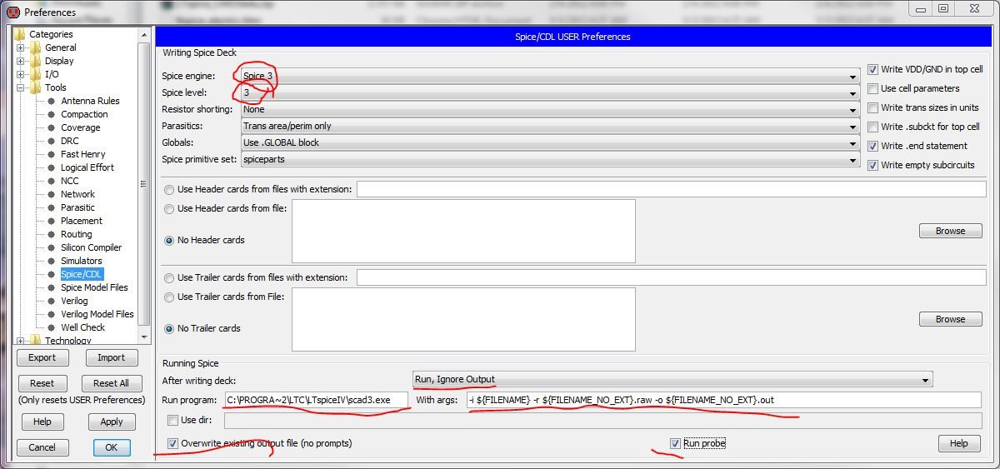 Preferences
Categories
General
Display
I/O
Tools
Antenna Rules
Compaction
Coverage
DRC
Fast Henry
Logical Effort
NCC
Network
Parasitic
Placement
Routing
Silicon Compiler
Simulators
Spice/CDL
Spice Model Files
Verilog
Verilog Model Files
Well Check
Technology
Export Import
Reset Reset All
(Only resets USER Preferences)
Help Apply
Cancel OK
Spice/CDL USER Preferences
Writing Spice Deck
Spice engine: Spice 3
Spice level: 3
Resistor shorting: None
Parasitics: Trans area/perim only
Globals: Use .GLOBAL block
Spice primitive set: spiceparts
Write VDD/GND in top cell
Use cell parameters
Write trans sizes in units
Write .subckt for top cell
Write .end statement
Write empty subcircuits
Use Header cards from files with extension:
Use Header cards from file:
No Header cards
Browse
Use Trailer cards from files with extension:
Use Trailer cards from File:
No Trailer cards
Browse
Running Spice
After writing deck: Run, Ignore Output
Run program: C:\PROGRA~2\LTC\LTspiceIV\scad3.exe With args: -i ${FILENAME} -r ${FILENAME_NO_EXT}.raw -o ${FILENAME_NO_EXT}.out
Use dir:
Overwrite existing output file (no prompts) Run probe Help